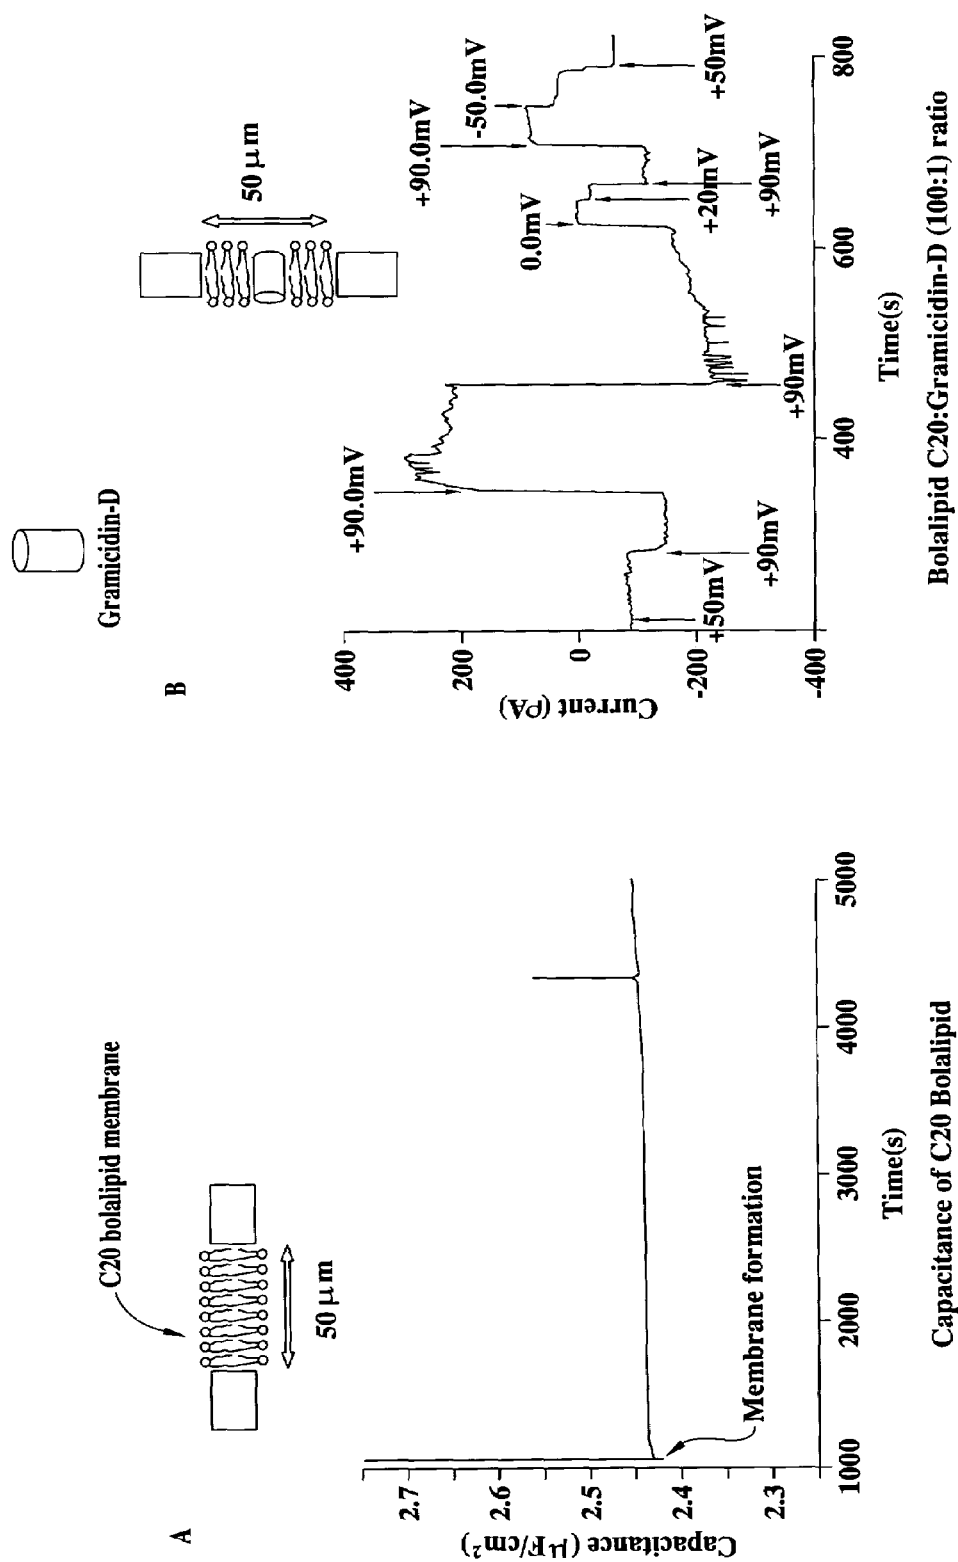 A
C20 bolalipid membrane
50 μm
Capacitance (μF/cm²)
2.7
2.6
2.5
2.4
2.3
Membrane formation
1000
2000
3000
4000
5000
Time(s)
Capacitance of C20 Bolalipid
Gramicidin-D
B
50 μm
Current (ρA)
400
200
0
-200
-400
+90.0mV
0.0mV
+90.0mV
-50.0mV
+50mV
+90mV
+90mV
+20mV
+90mV
+50mV
400
600
800
Time(s)
Bolalipid C20:Gramicidin-D (100:1) ratio